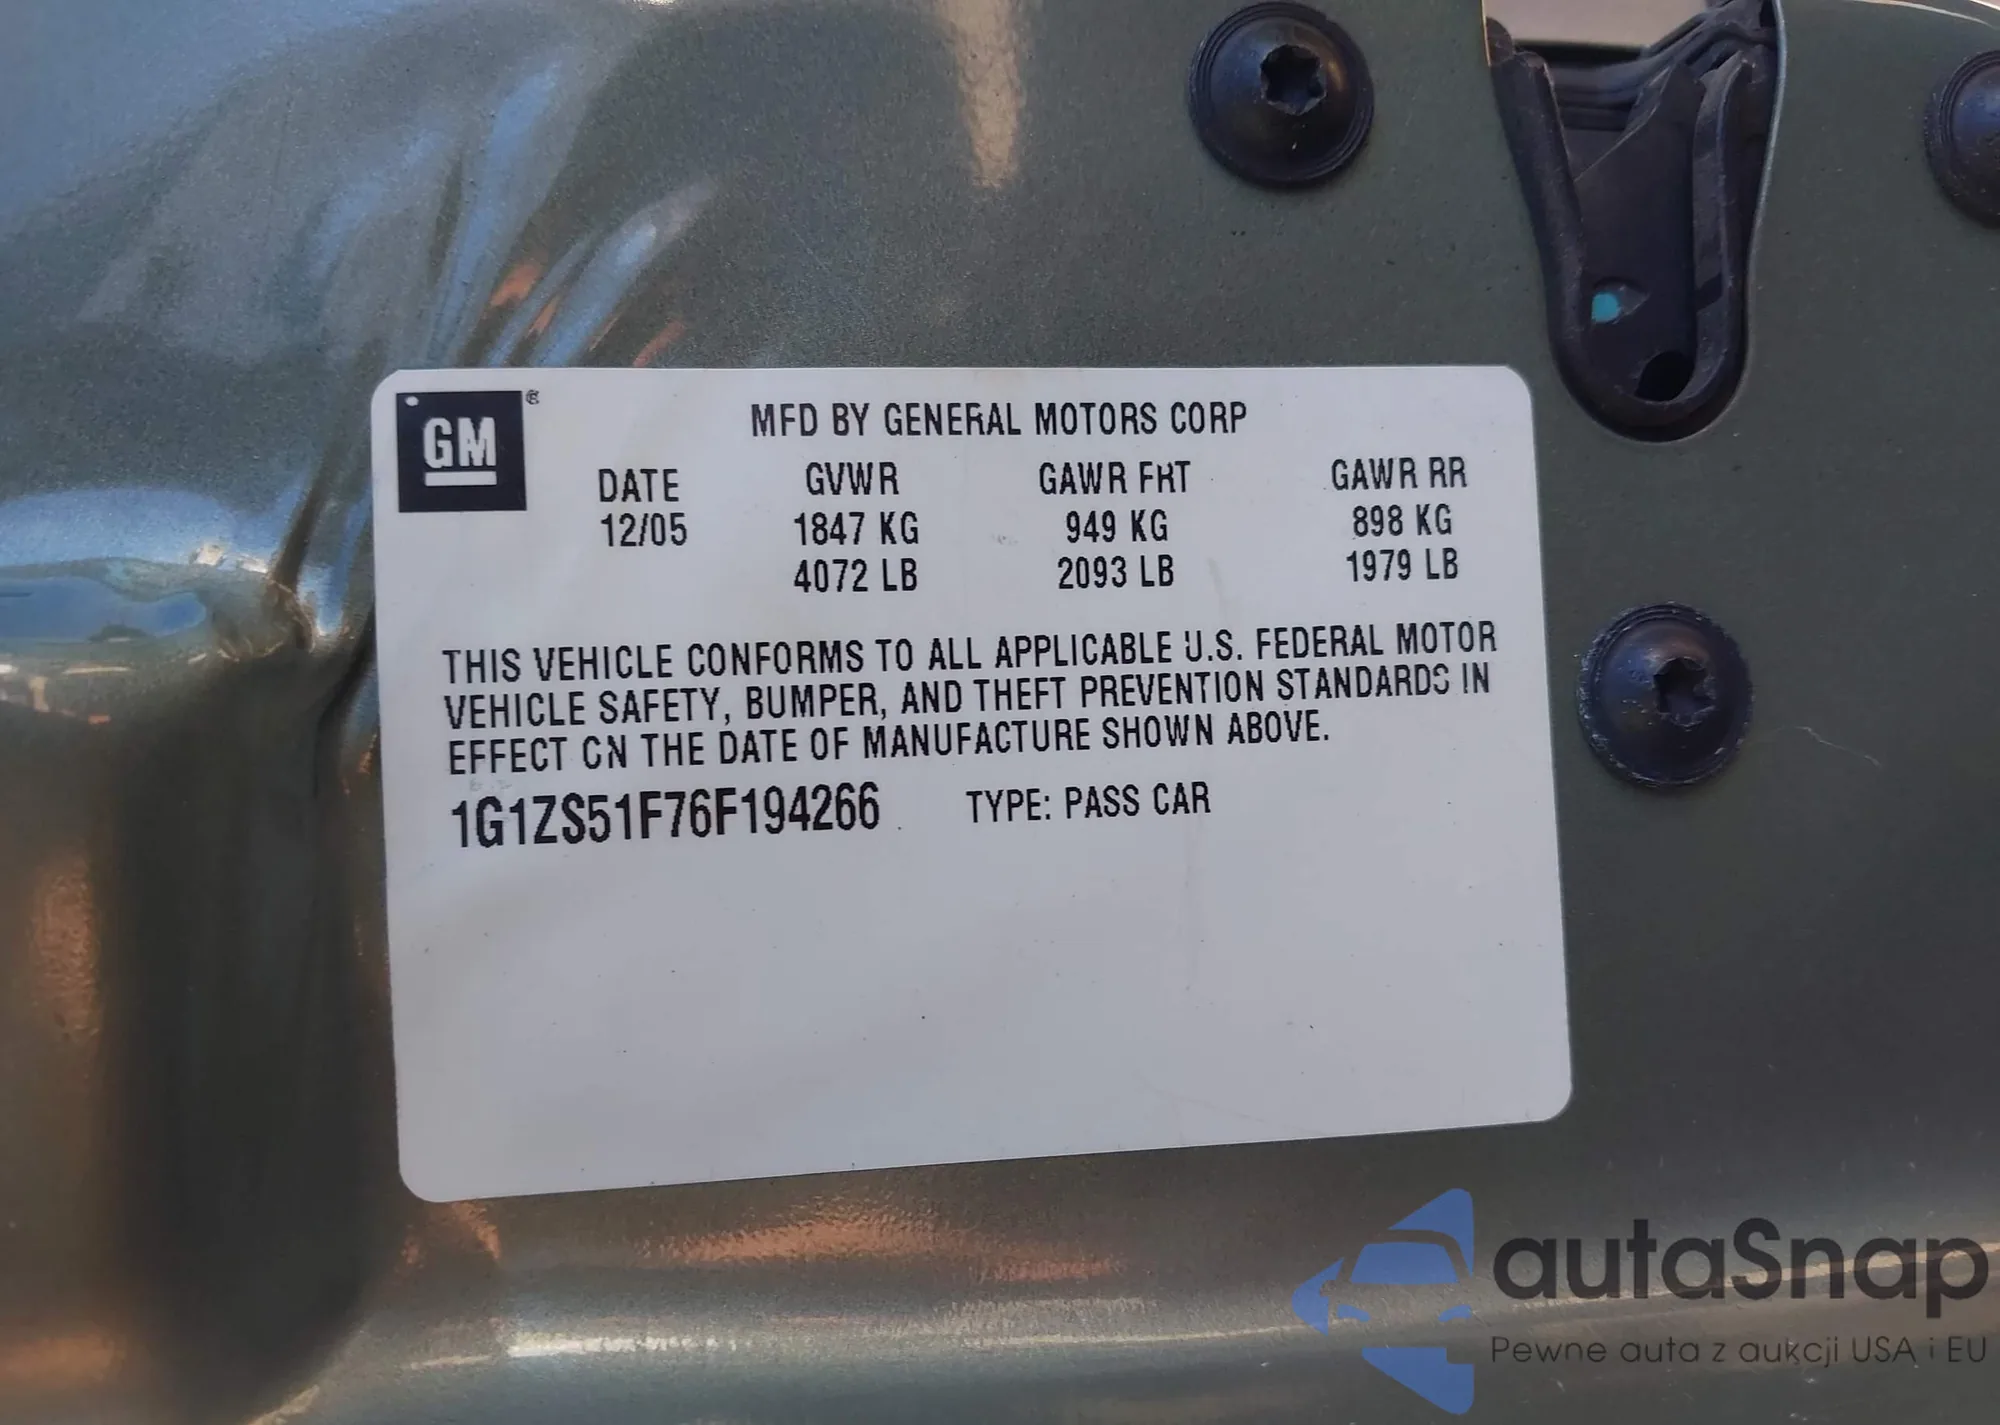 GM®
MFD BY GENERAL MOTORS CORP
DATE GVWR GAWR FRT GAWR RR
12/05 1847 KG 949 KG 898 KG
4072 LB 2093 LB 1979 LB
THIS VEHICLE CONFORMS TO ALL APPLICABLE U.S. FEDERAL MOTOR
VEHICLE SAFETY, BUMPER, AND THEFT PREVENTION STANDARDS IN
EFFECT ON THE DATE OF MANUFACTURE SHOWN ABOVE.
1G1ZS51F76F194266 TYPE: PASS CAR
autaSnap
Pewne auta z aukcji USA i EU